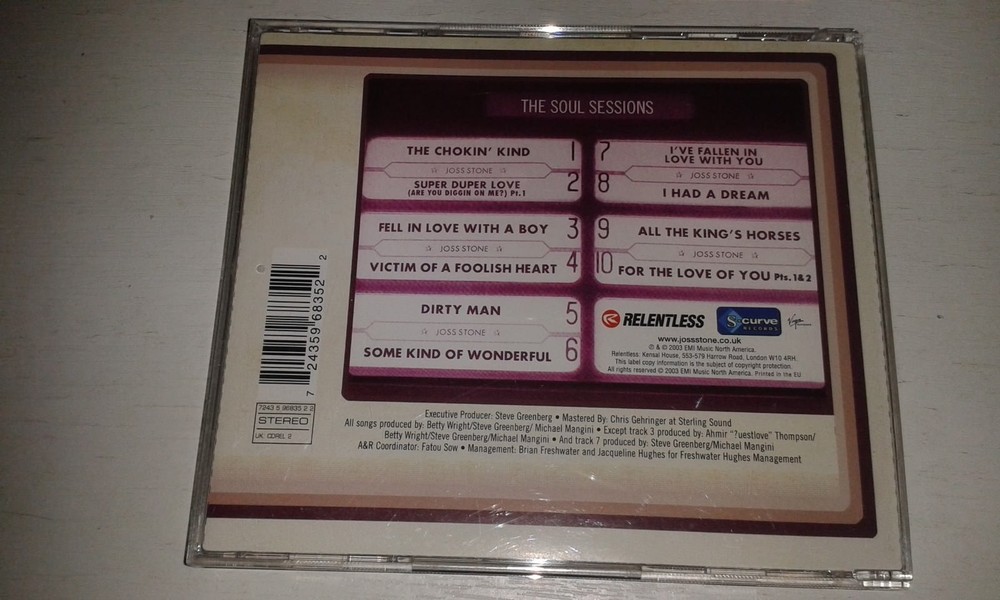 THE SOUL SESSIONS
THE CHOKIN' KIND 1
☆ JOSS STONE ☆
SUPER DUPER LOVE 2
(ARE YOU DIGGIN ON ME?) Pt.1
FELL IN LOVE WITH A BOY 3
☆ JOSS STONE ☆
VICTIM OF A FOOLISH HEART 4
DIRTY MAN 5
☆ JOSS STONE ☆
SOME KIND OF WONDERFUL 6
7 I'VE FALLEN IN
LOVE WITH YOU
☆ JOSS STONE ☆
8 I HAD A DREAM
9 ALL THE KING'S HORSES
☆ JOSS STONE ☆
10 FOR THE LOVE OF YOU Pts. 1&2
RELENTLESS
S curve
RECORDS
Virgin
www.jossstone.co.uk
℗ & © 2003 EMI Music North America.
Relentless: Kensal House, 553-579 Harrow Road, London W10 4RH.
This label copy information is the subject of copyright protection.
All rights reserved © 2003 EMI Music North America. Printed in the EU.
Executive Producer: Steve Greenberg • Mastered By: Chris Gehringer at Sterling Sound
All songs produced by: Betty Wright/Steve Greenberg/ Michael Mangini • Except track 3 produced by: Ahmir "?uestlove" Thompson/
Betty Wright/Steve Greenberg/Michael Mangini • And track 7 produced by: Steve Greenberg/Michael Mangini
A&R Coordinator: Fatou Sow • Management: Brian Freshwater and Jacqueline Hughes for Freshwater Hughes Management
7 24359 68352 2
7243 5 96835 2 2
STEREO
UK: CDREL 2